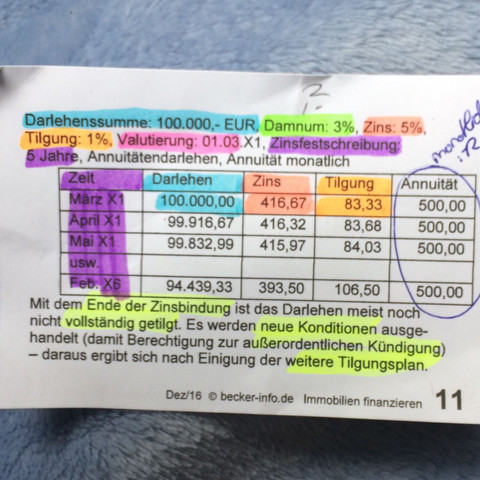 Darlehenssumme: 100.000,- EUR, Damnum: 3%, Zins: 5%,
Tilgung: 1%, Valutierung: 01.03.X1, Zinsfestschreibung:
5 Jahre, Annuitätendarlehen, Annuität monatlich
Zeit Darlehen Zins Tilgung Annuität
März X1 100.000,00 416,67 83,33 500,00
April X1 99.916,67 416,32 83,68 500,00
Mai X1 99.832,99 415,97 84,03 500,00
usw.
Feb. X6 94.439,33 393,50 106,50 500,00
Mit dem Ende der Zinsbindung ist das Darlehen meist noch
nicht vollständig getilgt. Es werden neue Konditionen ausge-
handelt (damit Berechtigung zur außerordentlichen Kündigung)
– daraus ergibt sich nach Einigung der weitere Tilgungsplan.
Dez/16 © becker-info.de Immobilien finanzieren 11